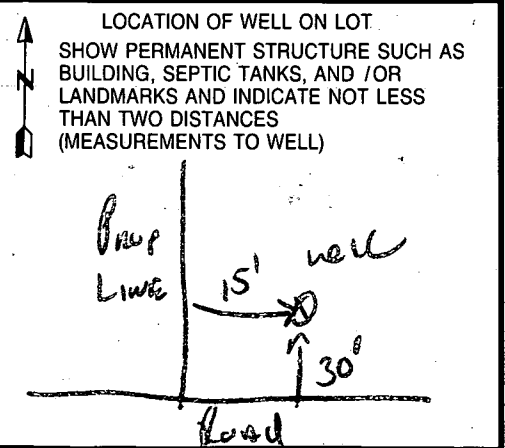 LOCATION OF WELL ON LOT
SHOW PERMANENT STRUCTURE SUCH AS
N
BUILDING, SEPTIC TANKS, AND /OR
LANDMARKS AND INDICATE NOT LESS
THAN TWO DISTANCES
(MEASUREMENTS TO WELL)
Prop
Line
15'
well
30'
Road